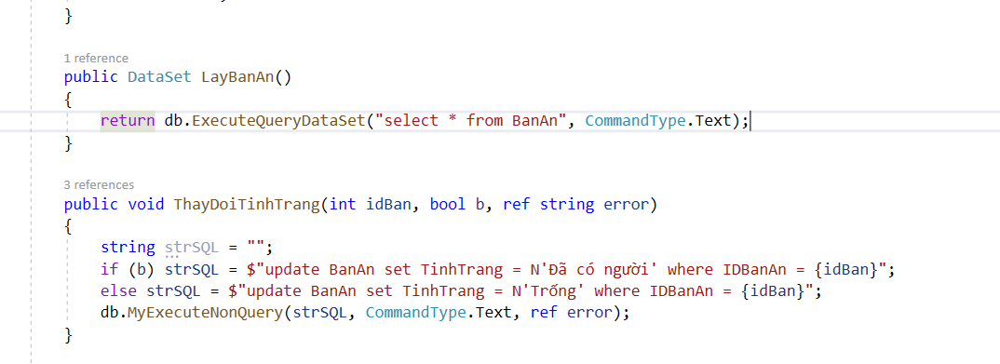 }
1 reference
public DataSet LayBanAn()
{
return db.ExecuteQueryDataSet("select * from BanAn", CommandType.Text);
}
3 references
public void ThayDoiTinhTrang(int idBan, bool b, ref string error)
{
string strSQL = "";
if (b) strSQL = $"update BanAn set TinhTrang = N'Đã có người' where IDBanAn = {idBan}";
else strSQL = $"update BanAn set TinhTrang = N'Trống' where IDBanAn = {idBan}";
db.MyExecuteNonQuery(strSQL, CommandType.Text, ref error);
}